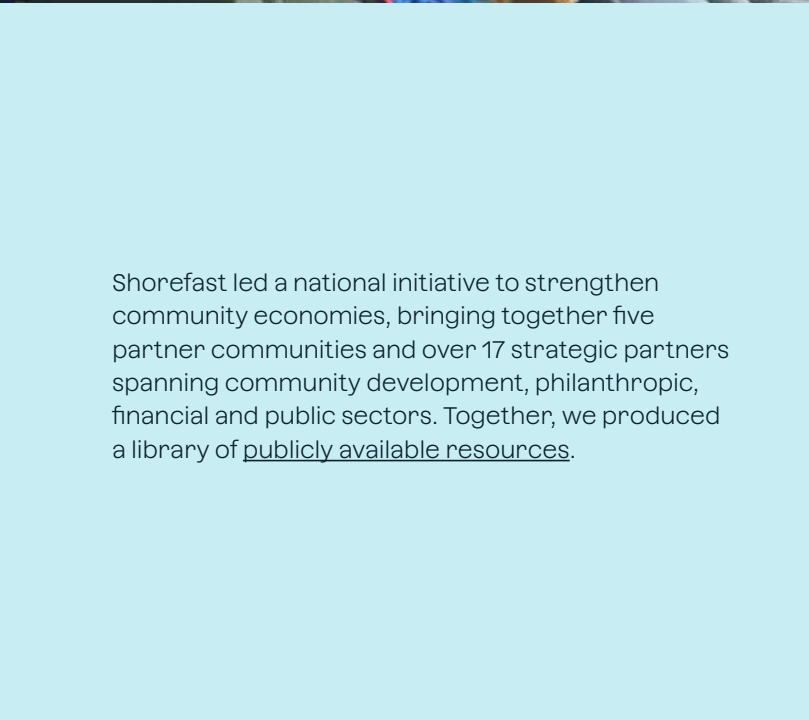 Shorefast led a national initiative to strengthen
community economies, bringing together five
partner communities and over 17 strategic partners
spanning community development, philanthropic,
financial and public sectors. Together, we produced
a library of publicly available resources.